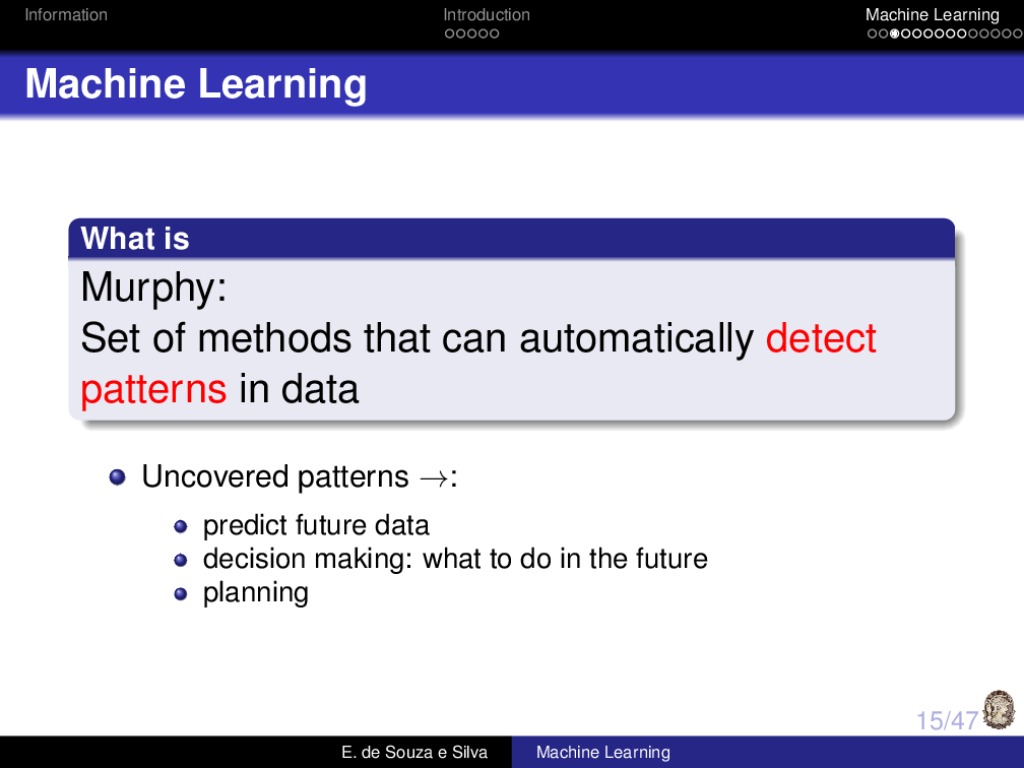 Information Introduction Machine Learning
Machine Learning
What is
Murphy:
Set of methods that can automatically detect
patterns in data
Uncovered patterns →:
predict future data
decision making: what to do in the future
planning
15/47
E. de Souza e Silva Machine Learning